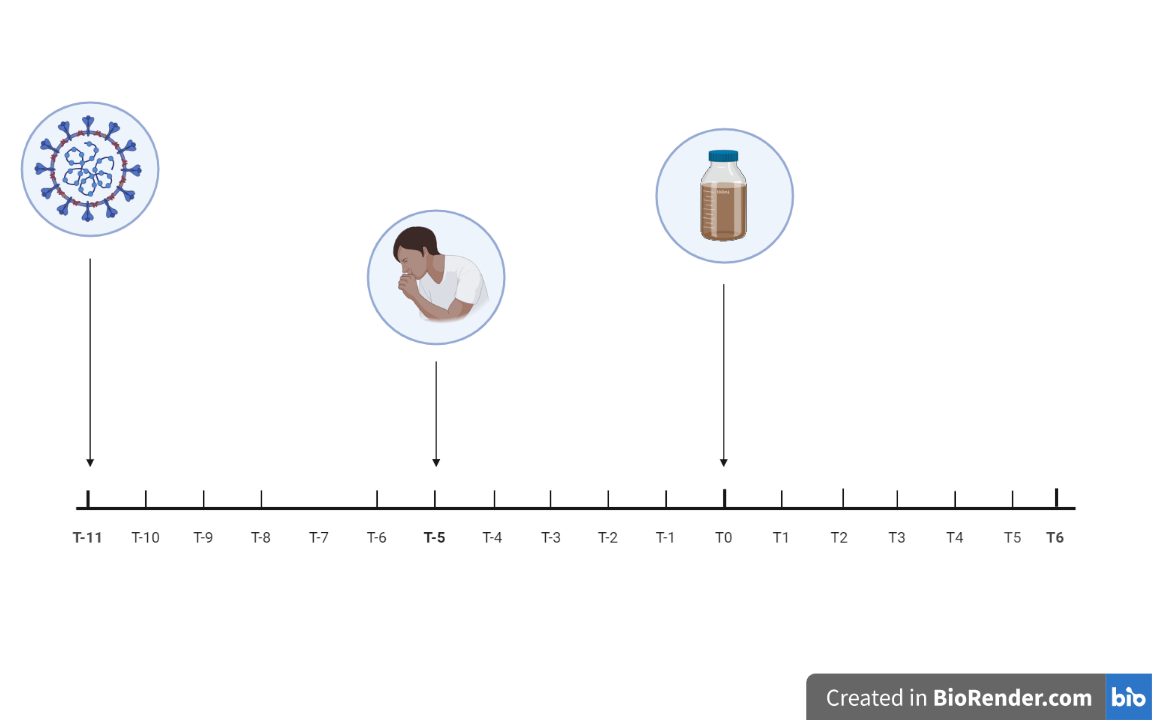 T-11 T-10 T-9 T-8 T-7 T-6 T-5 T-4 T-3 T-2 T-1 T0 T1 T2 T3 T4 T5 T6
Created in BioRender.com bio